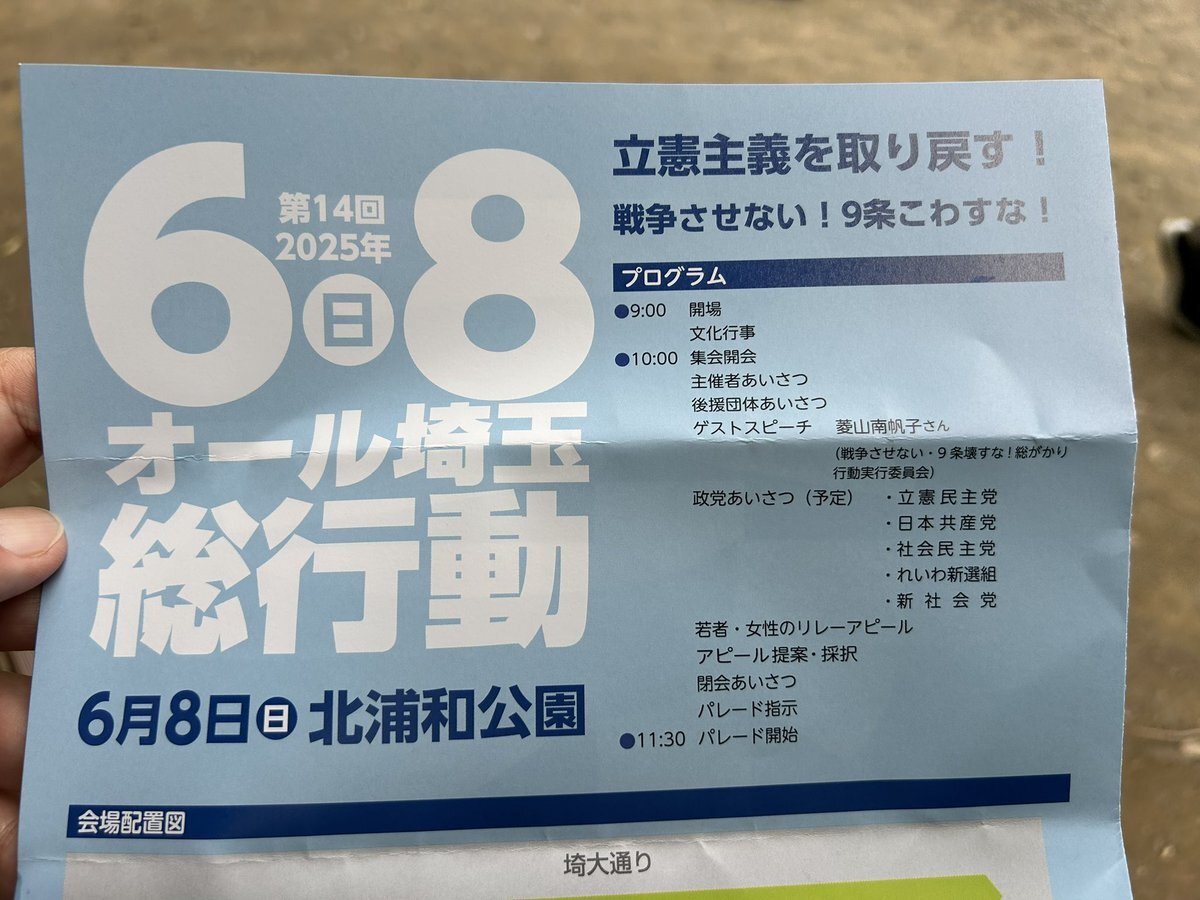 6 8
第14回
2025年
日
オール埼玉
総行動
6月8日日 北浦和公園
立憲主義を取り戻す！
戦争させない！9条こわすな！
プログラム
●9:00 開場
文化行事
●10:00 集会開会
主催者あいさつ
後援団体あいさつ
ゲストスピーチ 菱山南帆子さん
（戦争させない・9条壊すな！総がかり
行動実行委員会）
政党あいさつ（予定） ・立憲民主党
・日本共産党
・社会民主党
・れいわ新選組
・新社会党
若者・女性のリレーアピール
アピール提案・採択
閉会あいさつ
パレード指示
●11:30 パレード開始
会場配置図
埼大通り